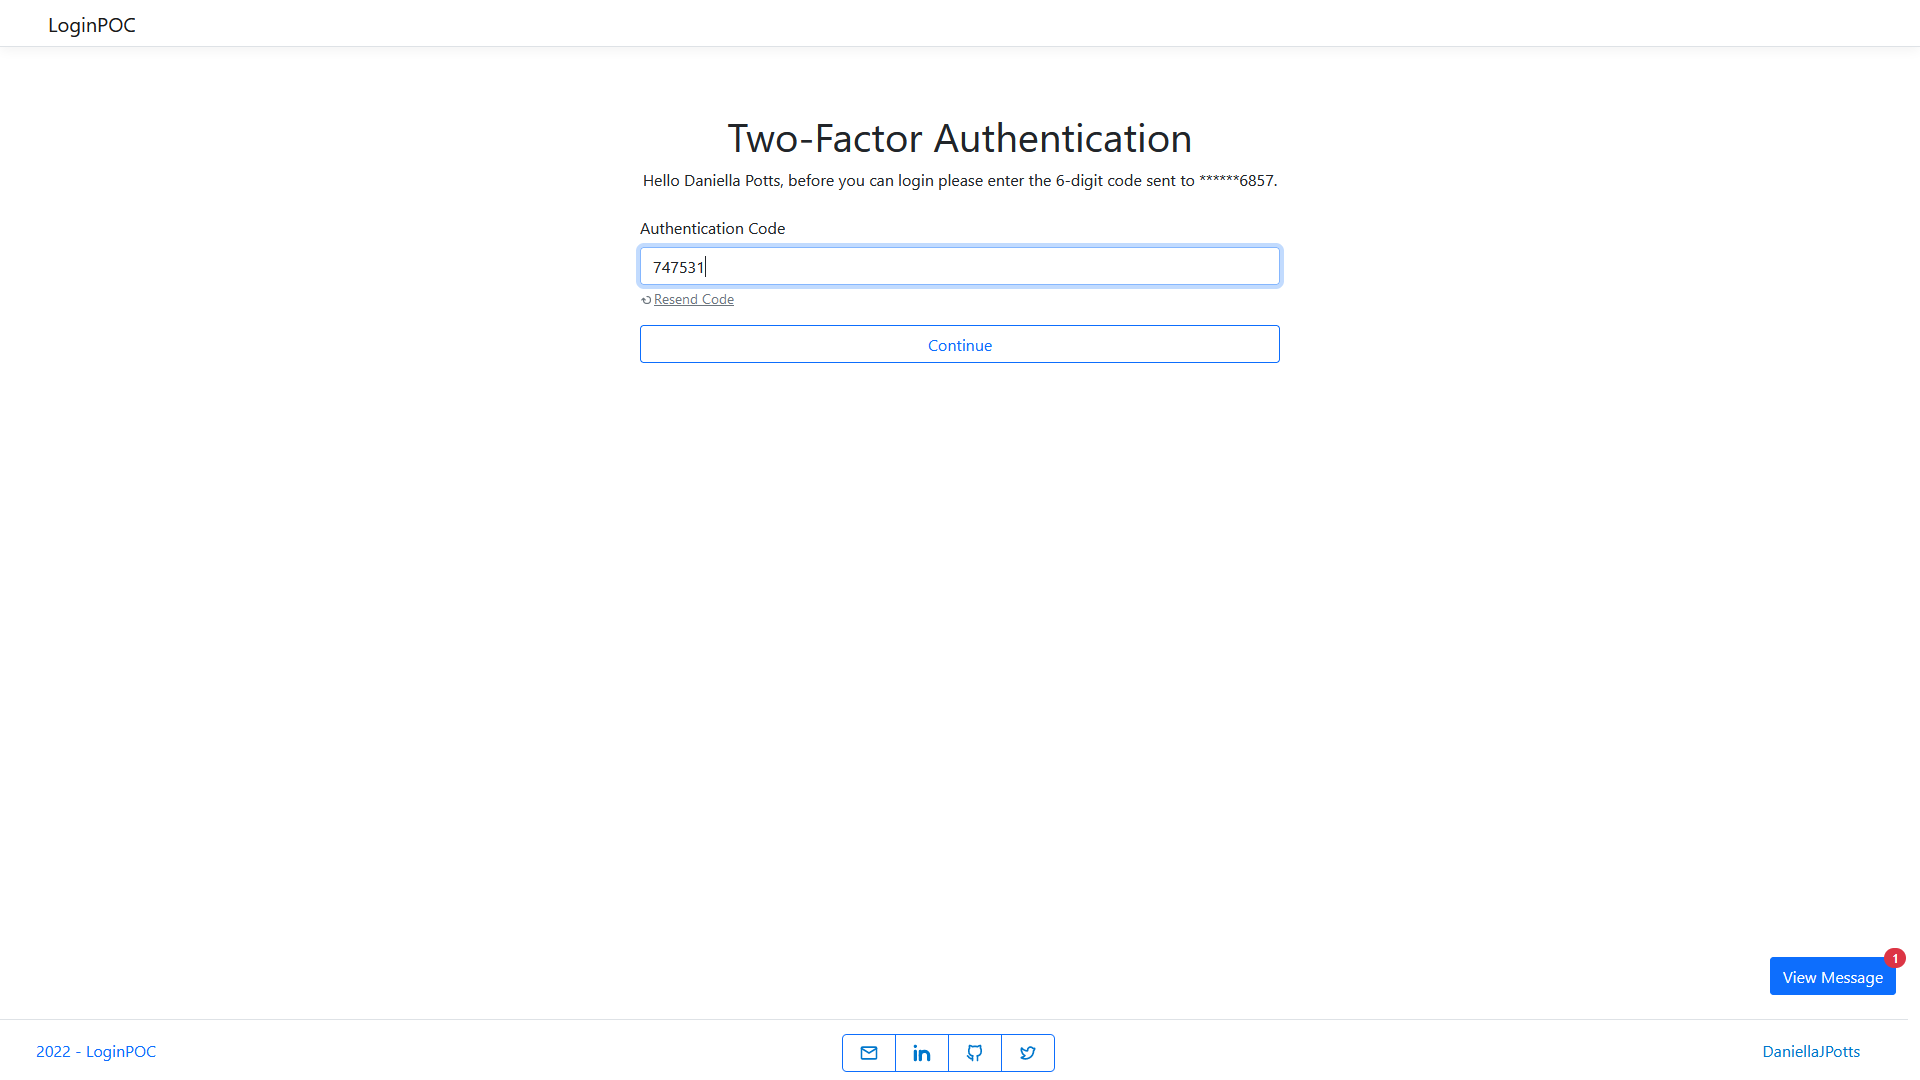 LoginPOC
Two-Factor Authentication
Hello Daniella Potts, before you can login please enter the 6-digit code sent to ******6857.
Authentication Code
747531
Resend Code
Continue
1
View Message
2022 - LoginPOC
in
DaniellaJPotts